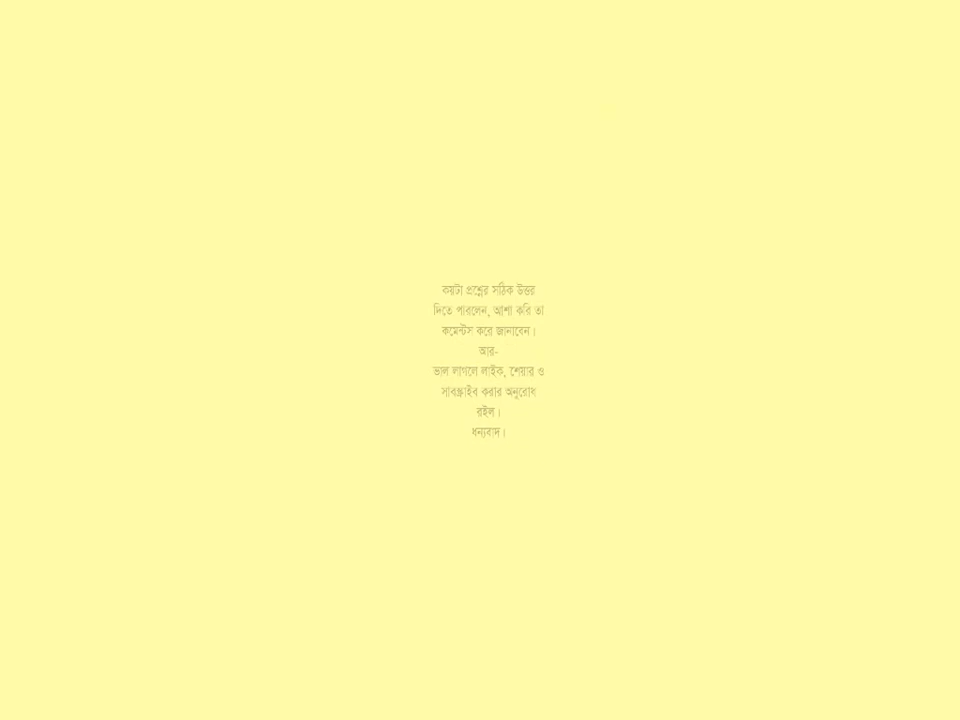 কয়টা প্রশ্নের সঠিক উত্তর
দিতে পারলেন, আশা করি তা
কমেন্টস করে জানাবেন।
আর-
ভাল লাগলে লাইক, শেয়ার ও
সাবস্ক্রাইব করার অনুরোধ
রইল।
ধন্যবাদ।